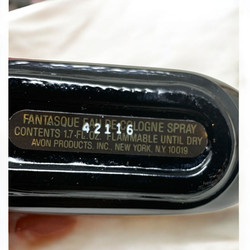 FANTASQUE EAU DE COLOGNE SPRAY
42116
CONTENTS 1.7-FL. OZ. FLAMMABLE UNTIL DRY
AVON PRODUCTS, INC., NEW YORK, N.Y. 10019